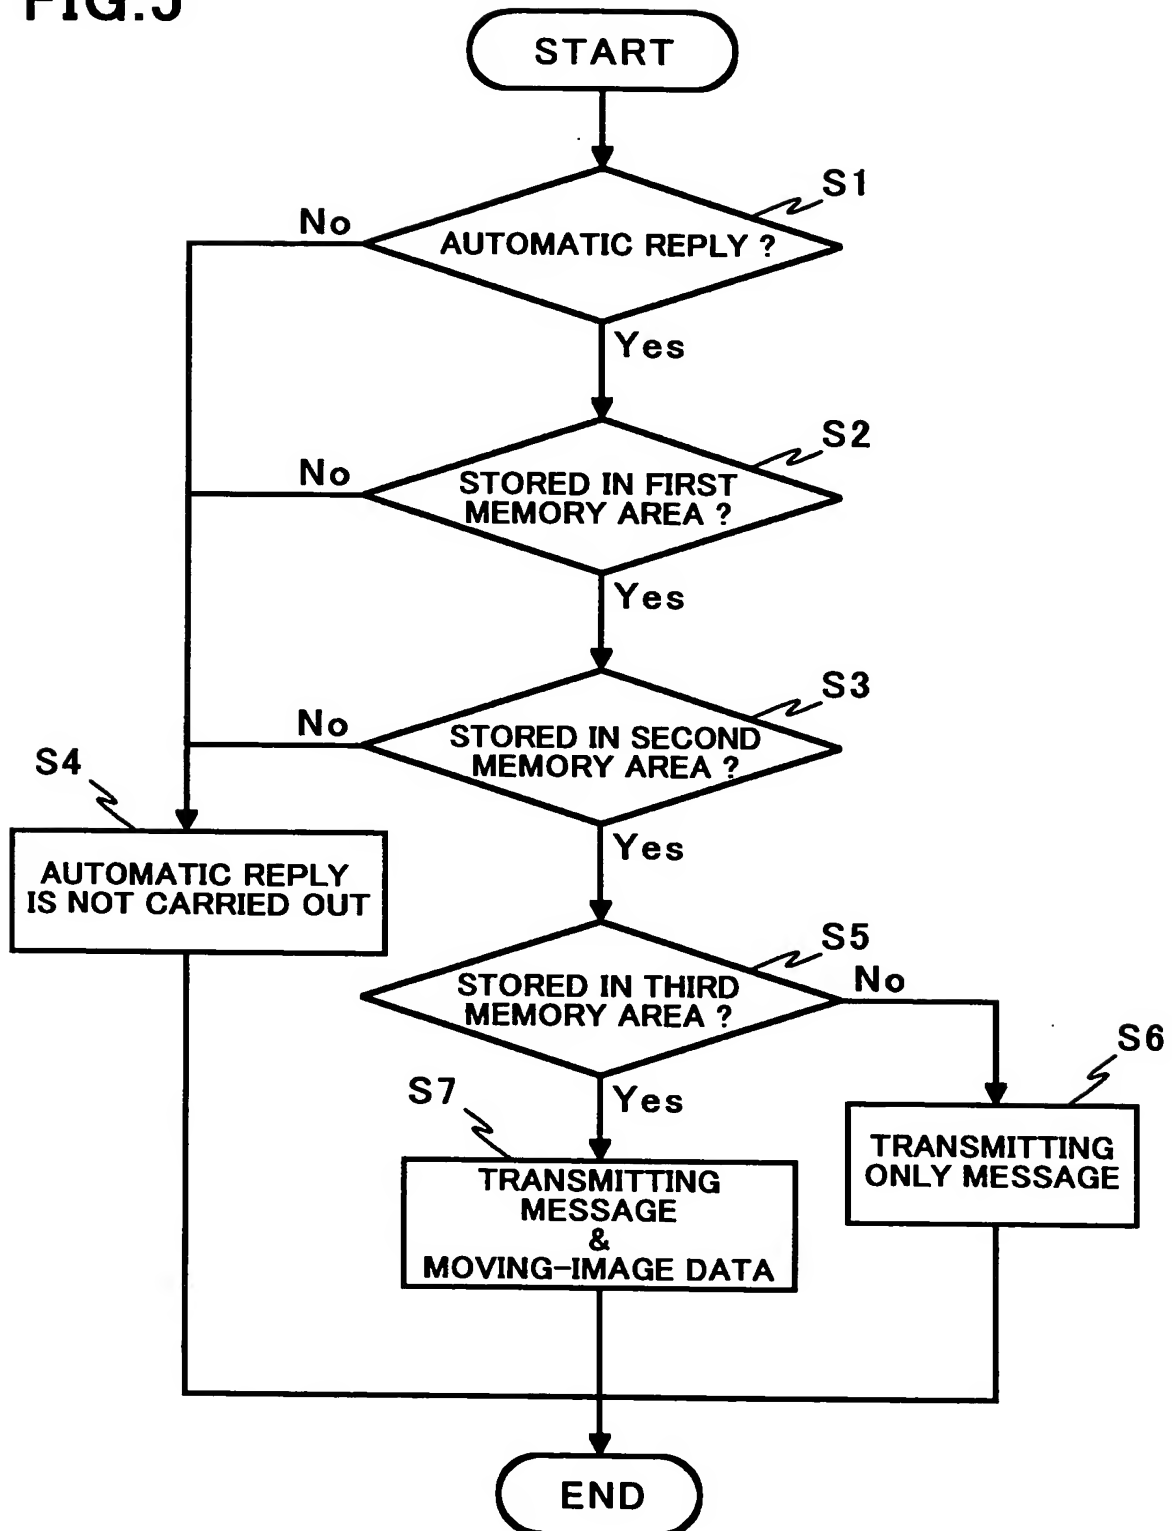 START
S1
No
AUTOMATIC REPLY ?
Yes
S2
No
STORED IN FIRST
MEMORY AREA ?
Yes
S3
No
STORED IN SECOND
MEMORY AREA ?
S4
Yes
AUTOMATIC REPLY
IS NOT CARRIED OUT
S5
No
STORED IN THIRD
MEMORY AREA ?
S6
S7
Yes
TRANSMITTING
ONLY MESSAGE
TRANSMITTING
MESSAGE
&
MOVING-IMAGE DATA
END